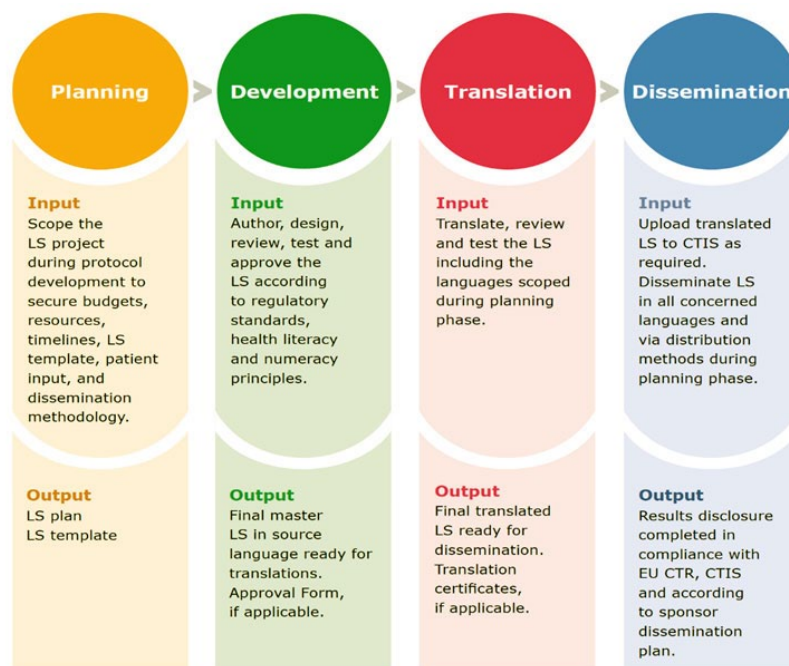 Planning
Development
Translation
Dissemination
Input
Scope the
LS project
during protocol
development to
secure budgets,
resources,
timelines, LS
template, patient
input, and
dissemination
methodology.
Input
Author, design,
review, test and
approve the
LS according
to regulatory
standards,
health literacy
and numeracy
principles.
Input
Translate, review
and test the LS
including the
languages scoped
during planning
phase.
Input
Upload translated
LS to CTIS as
required.
Disseminate LS
in all concerned
languages and
via distribution
methods during
planning phase.
Output
LS plan
LS template
Output
Final master
LS in source
language ready for
translations.
Approval Form,
if applicable.
Output
Final translated
LS ready for
dissemination.
Translation
certificates,
if applicable.
Output
Results disclosure
completed in
compliance with
EU CTR, CTIS
and according
to sponsor
dissemination
plan.